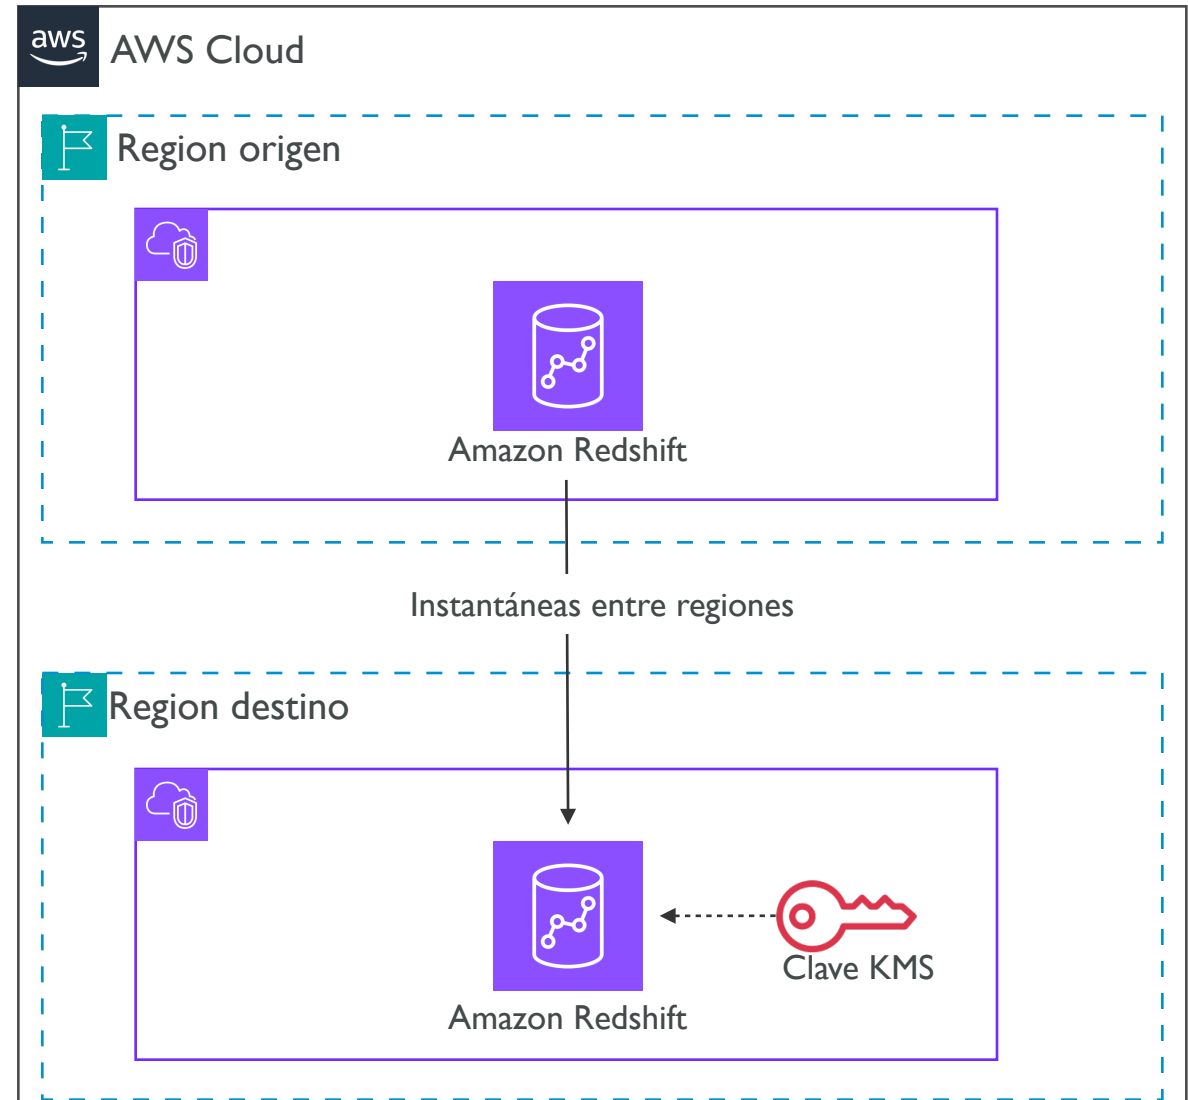 aws
AWS Cloud
Region origen
Amazon Redshift
Instantáneas entre regiones
Region destino
Clave KMS
Amazon Redshift